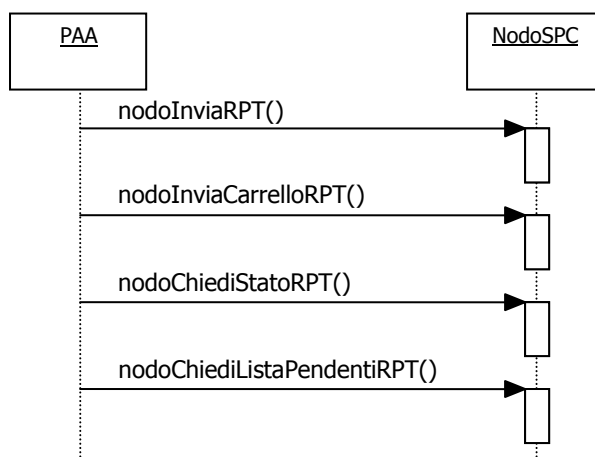 PAA
NodoSPC
nodoInviaRPT()
nodoInviaCarrelloRPT()
nodoChiediStatoRPT()
nodoChiediListaPendentiRPT()